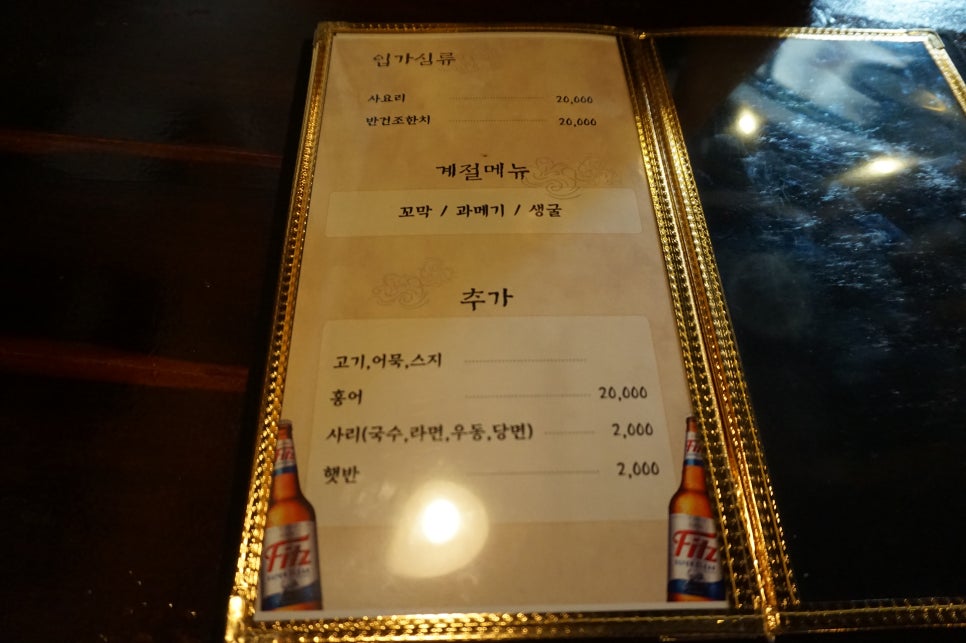 입가심류
사요리 20,000
반건조한치 20,000
계절메뉴
꼬막 / 과메기 / 생굴
추가
고기,어묵,스지
홍어 20,000
사리(국수,라면,우동,당면) 2,000
햇반 2,000
Fitz
Fitz